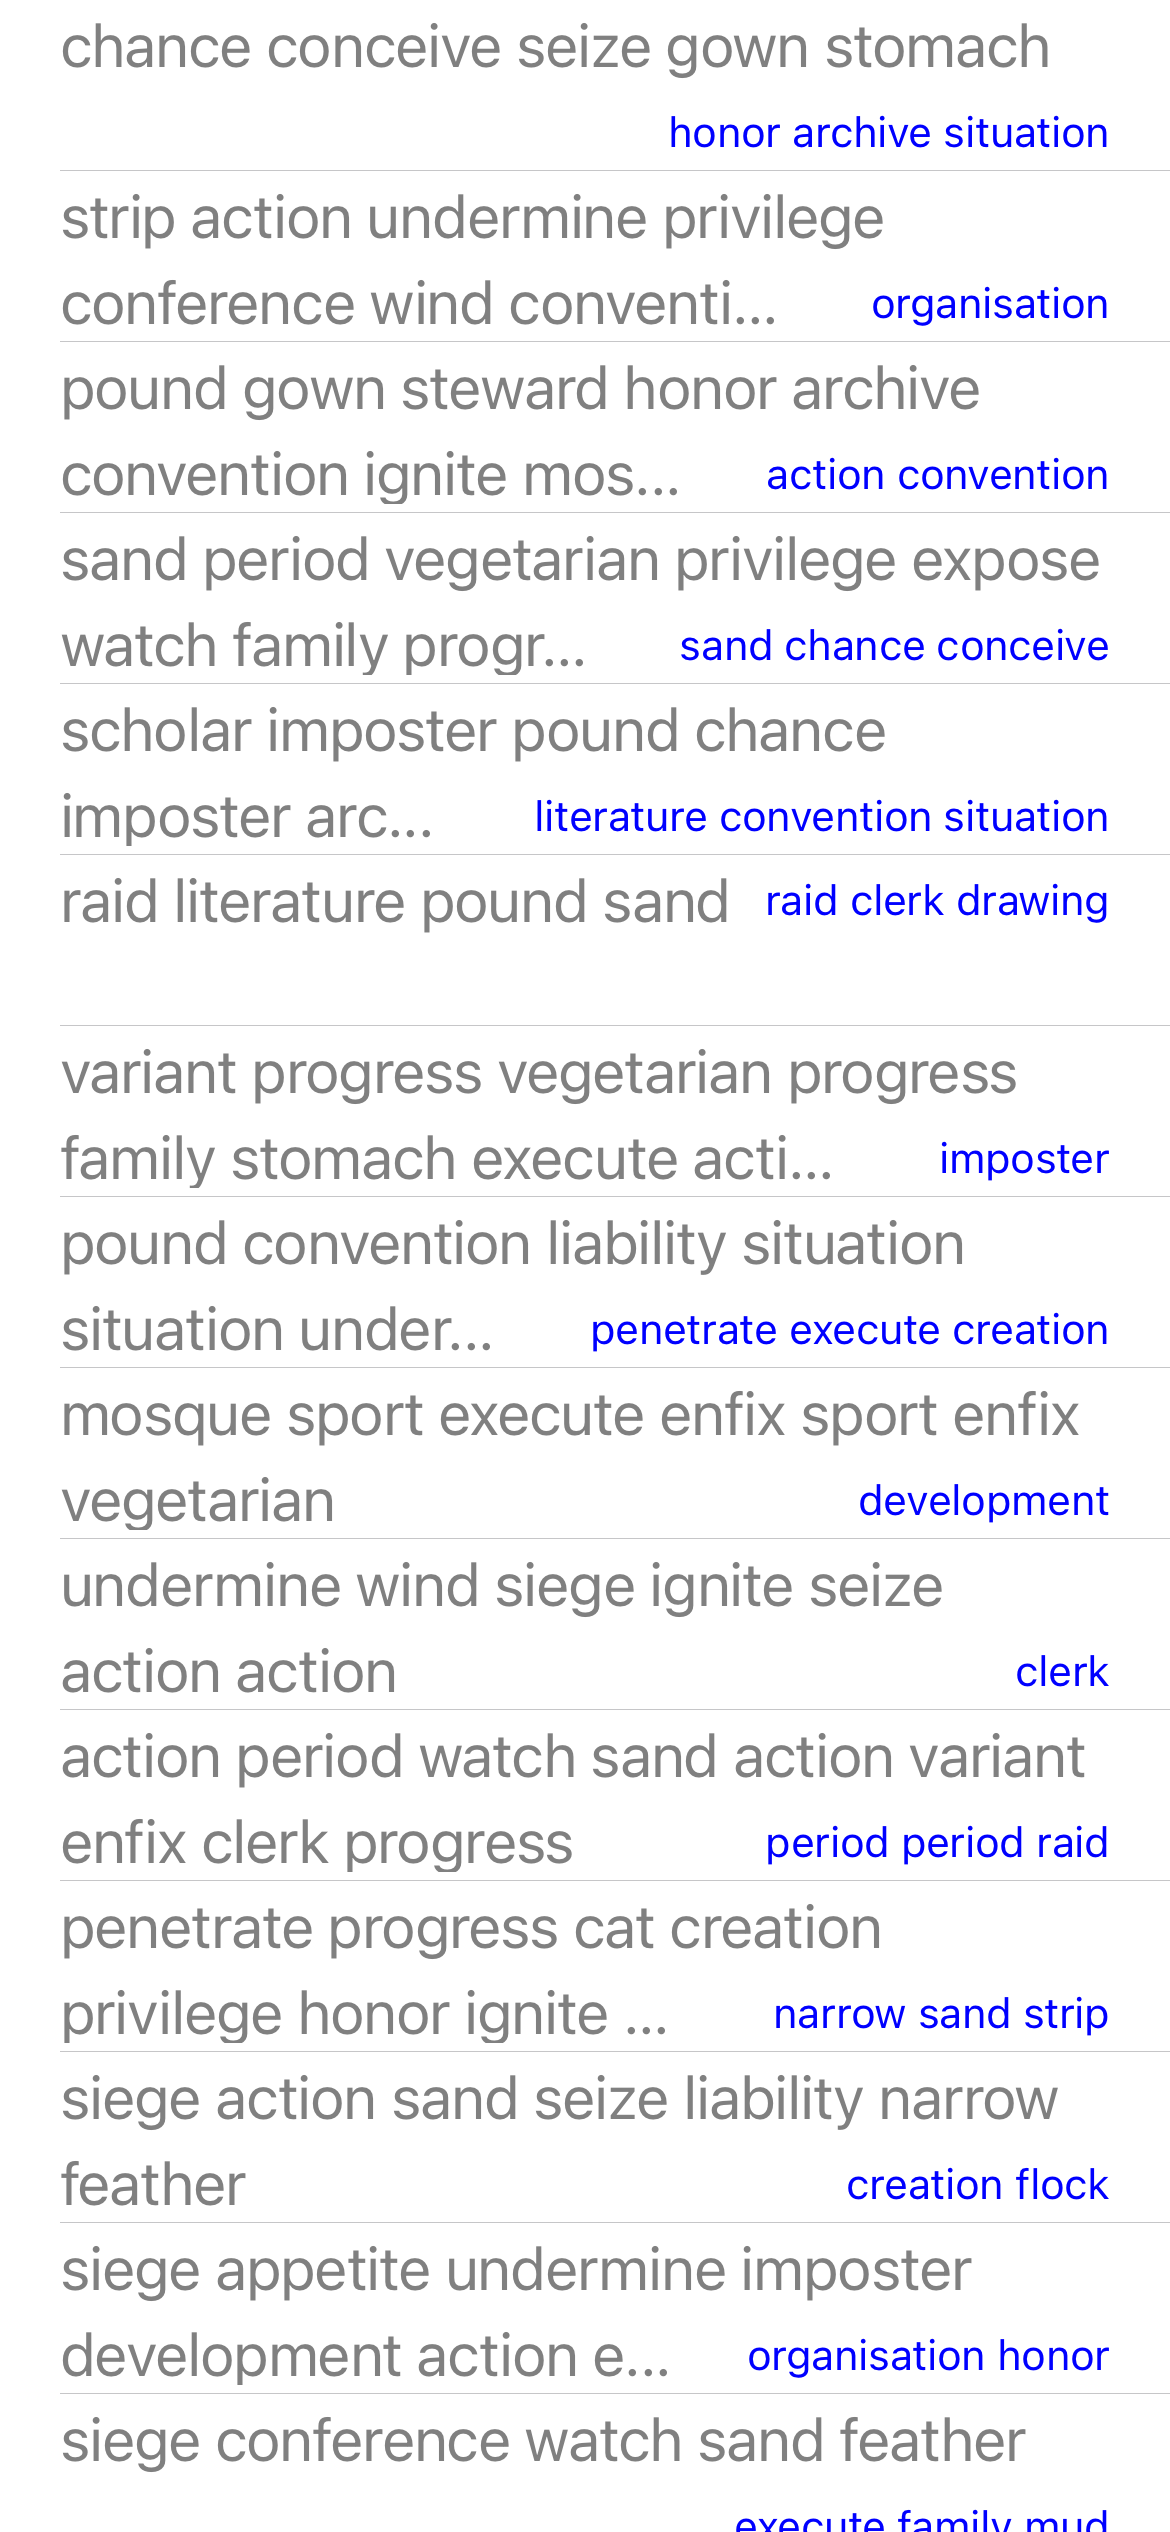 chance conceive seize gown stomach
honor archive situation
strip action undermine privilege
conference wind conventi... organisation
pound gown steward honor archive
convention ignite mos... action convention
sand period vegetarian privilege expose
watch family progr... sand chance conceive
scholar imposter pound chance
imposter arc... literature convention situation
raid literature pound sand raid clerk drawing
variant progress vegetarian progress
family stomach execute acti... imposter
pound convention liability situation
situation under... penetrate execute creation
mosque sport execute enfix sport enfix
vegetarian development
undermine wind siege ignite seize
action action clerk
action period watch sand action variant
enfix clerk progress period period raid
penetrate progress cat creation
privilege honor ignite ... narrow sand strip
siege action sand seize liability narrow
feather creation flock
siege appetite undermine imposter
development action e... organisation honor
siege conference watch sand feather
execute family mud